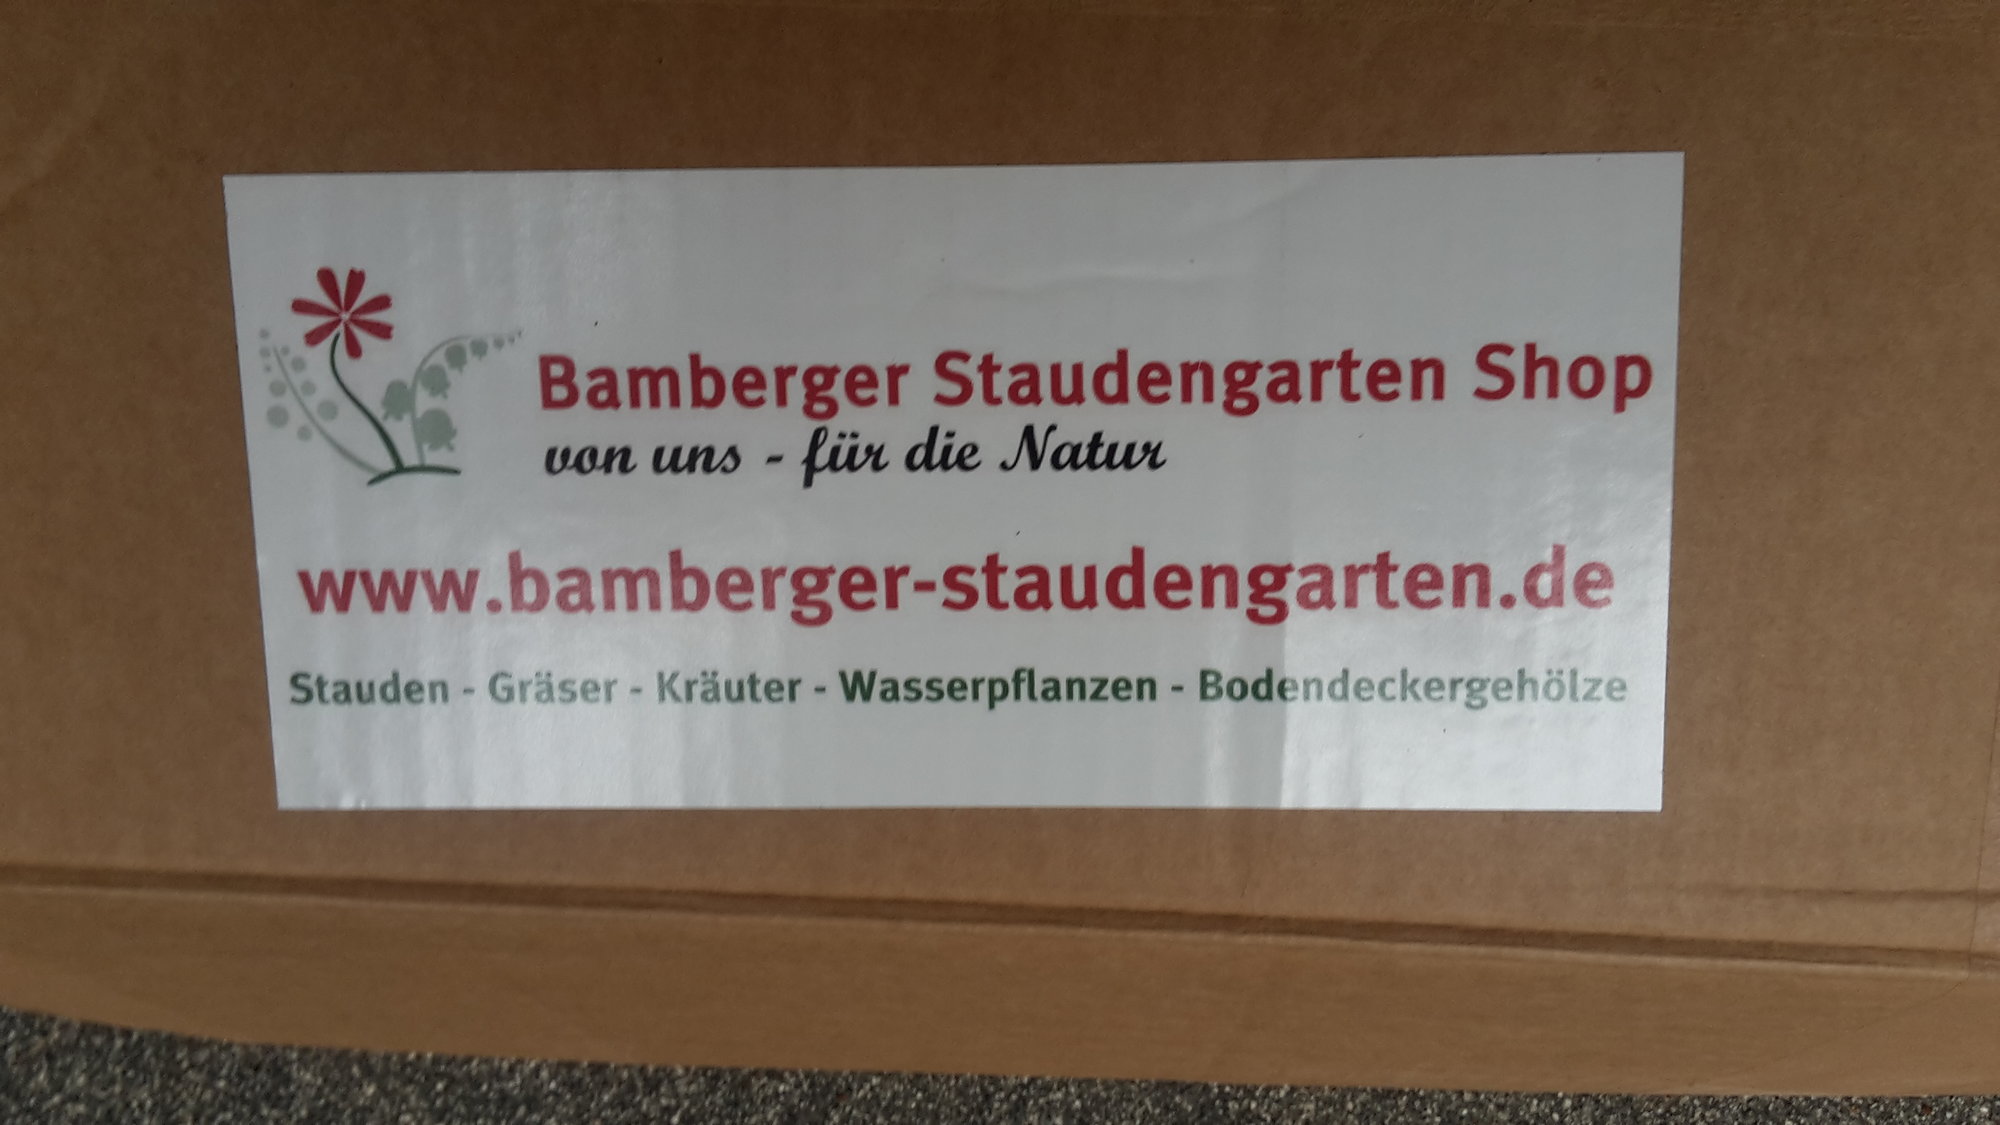 Bamberger Staudengarten Shop
von uns - für die Natur
www.bamberger-staudengarten.de
Stauden - Gräser - Kräuter - Wasserpflanzen - Bodendeckergehölze